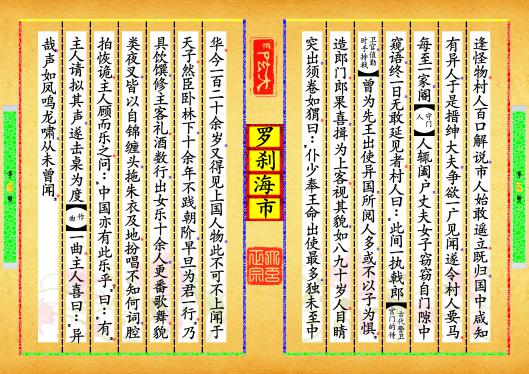 逢怪物村人百口解说市人始敢遥立既归国中咸知
有异人于是搢绅大夫争欲一广见闻遂令村人要马
每至一家阍【守门人】人辄阖户丈夫女子窃窃自门隙中
窥语终一日无敢延见者村人曰：此间一执戟郎【古代警卫宫门的侍
卫官值勤时手持戟】曾为先王出使异国所阅人多或不以子为惧
造郎门郎果喜揖为上客视其貌如八九十岁人目睛
突出须卷如猬曰：仆少奉王命出使最多独未至中
罗刹海市
华今一百二十余岁又得见上国人物此不可不上闻于
天子然臣卧林下十余年不践朝阶早旦为君一行乃
具饮馔修主客礼酒数行出女乐十余人更番歌舞貌
类夜叉皆以白锦缠头拖朱衣及地扮唱不知何词腔
拍恢诡主人顾而乐之问：中国亦有此乐乎曰：有
主人请拟其声遂击桌为度【作曲】一曲主人喜曰：异
哉声如凤鸣龙啸从未曾闻